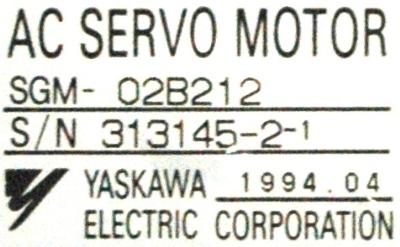 AC SERVO MOTOR
SGM- 02B212
S/N 313145-2-1
YASKAWA 1994.04
ELECTRIC CORPORATION